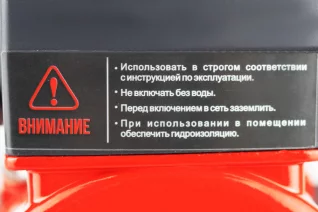 ВНИМАНИЕ
• Использовать в строгом соответствии
с инструкцией по эксплуатации.
• Не включать без воды.
• Перед включением в сеть заземлить.
• При использовании в помещении
обеспечить гидроизоляцию.